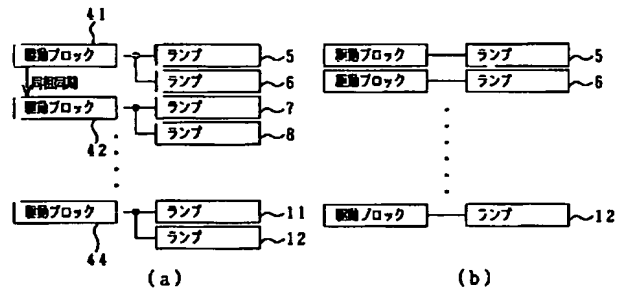 41
駆動ブロック ランプ 5 駆動ブロック ランプ 5
同相同期 ランプ 6 駆動ブロック ランプ 6
駆動ブロック ランプ 7
42 ランプ 8
駆動ブロック ランプ 11 駆動ブロック ランプ 12
44 ランプ 12
(a) (b)